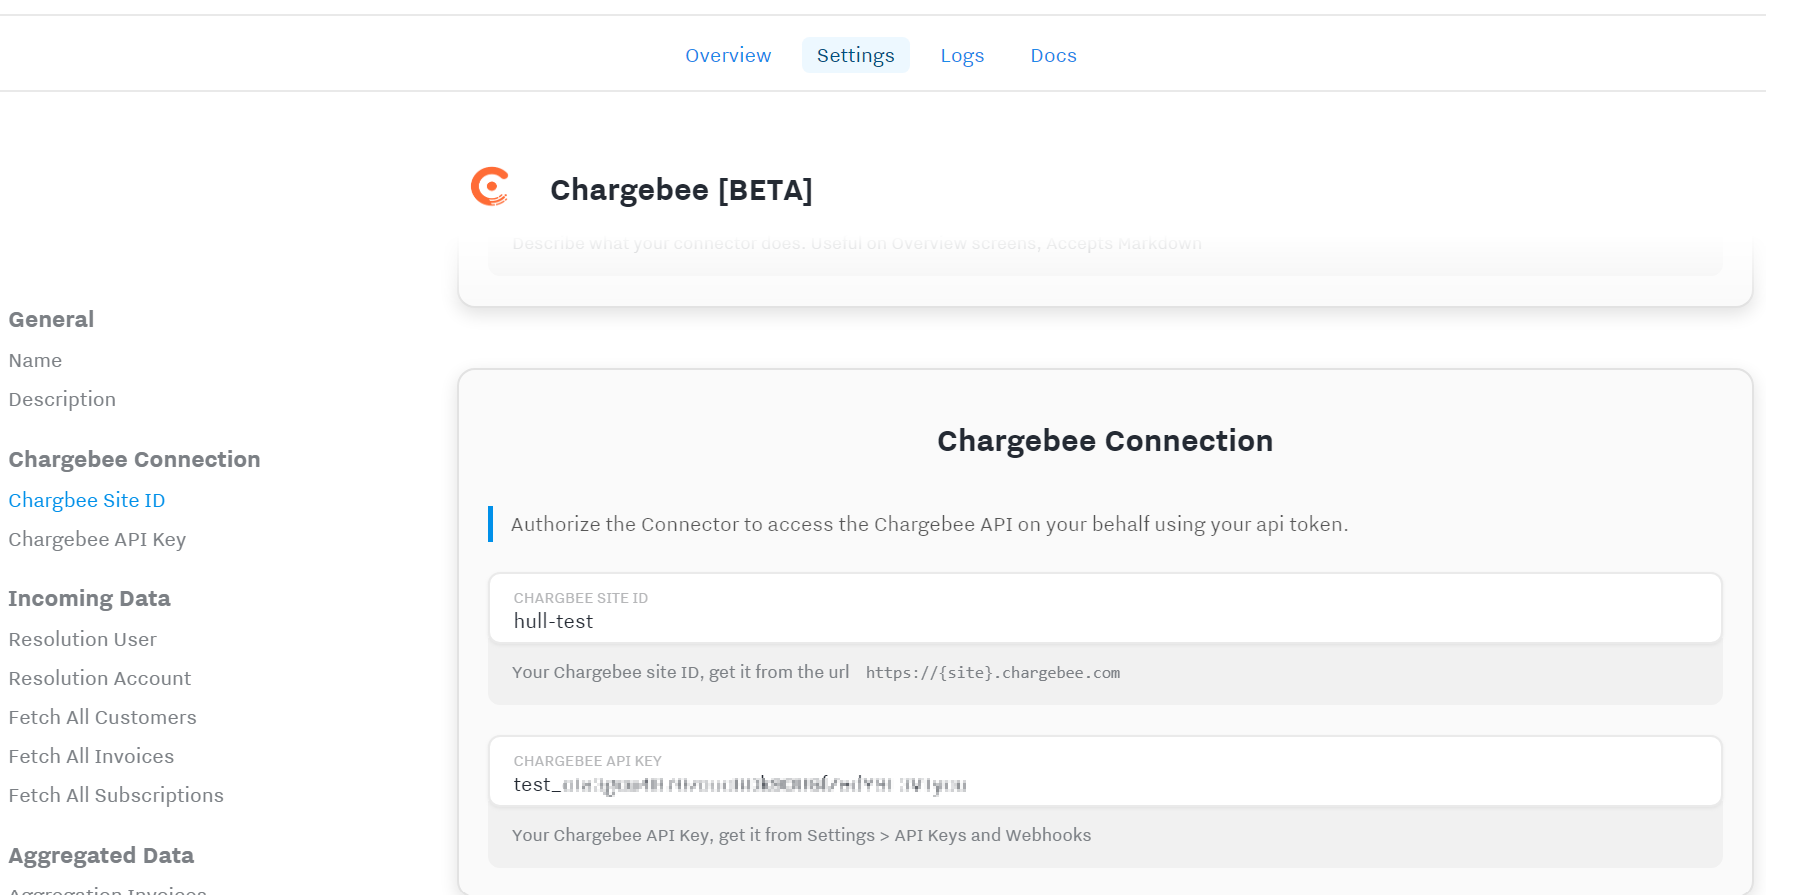 Overview Settings Logs Docs
Chargebee [BETA]
Describe what your connector does. Useful on Overview screens, Accepts Markdown
General
Name
Description
Chargebee Connection
Chargbee Site ID
Chargebee API Key
Incoming Data
Resolution User
Resolution Account
Fetch All Customers
Fetch All Invoices
Fetch All Subscriptions
Aggregated Data
Aggregation Invoices
Chargebee Connection
Authorize the Connector to access the Chargebee API on your behalf using your api token.
CHARGBEE SITE ID
hull-test
Your Chargebee site ID, get it from the url https://{site}.chargebee.com
CHARGEBEE API KEY
test_
Your Chargebee API Key, get it from Settings > API Keys and Webhooks